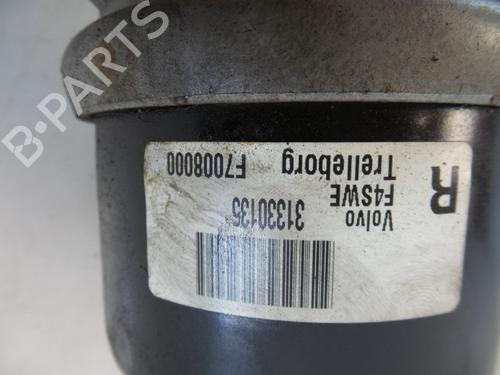 R
Volvo
F4SWE
Trelleborg
31330135
F7008000
B-PARTS